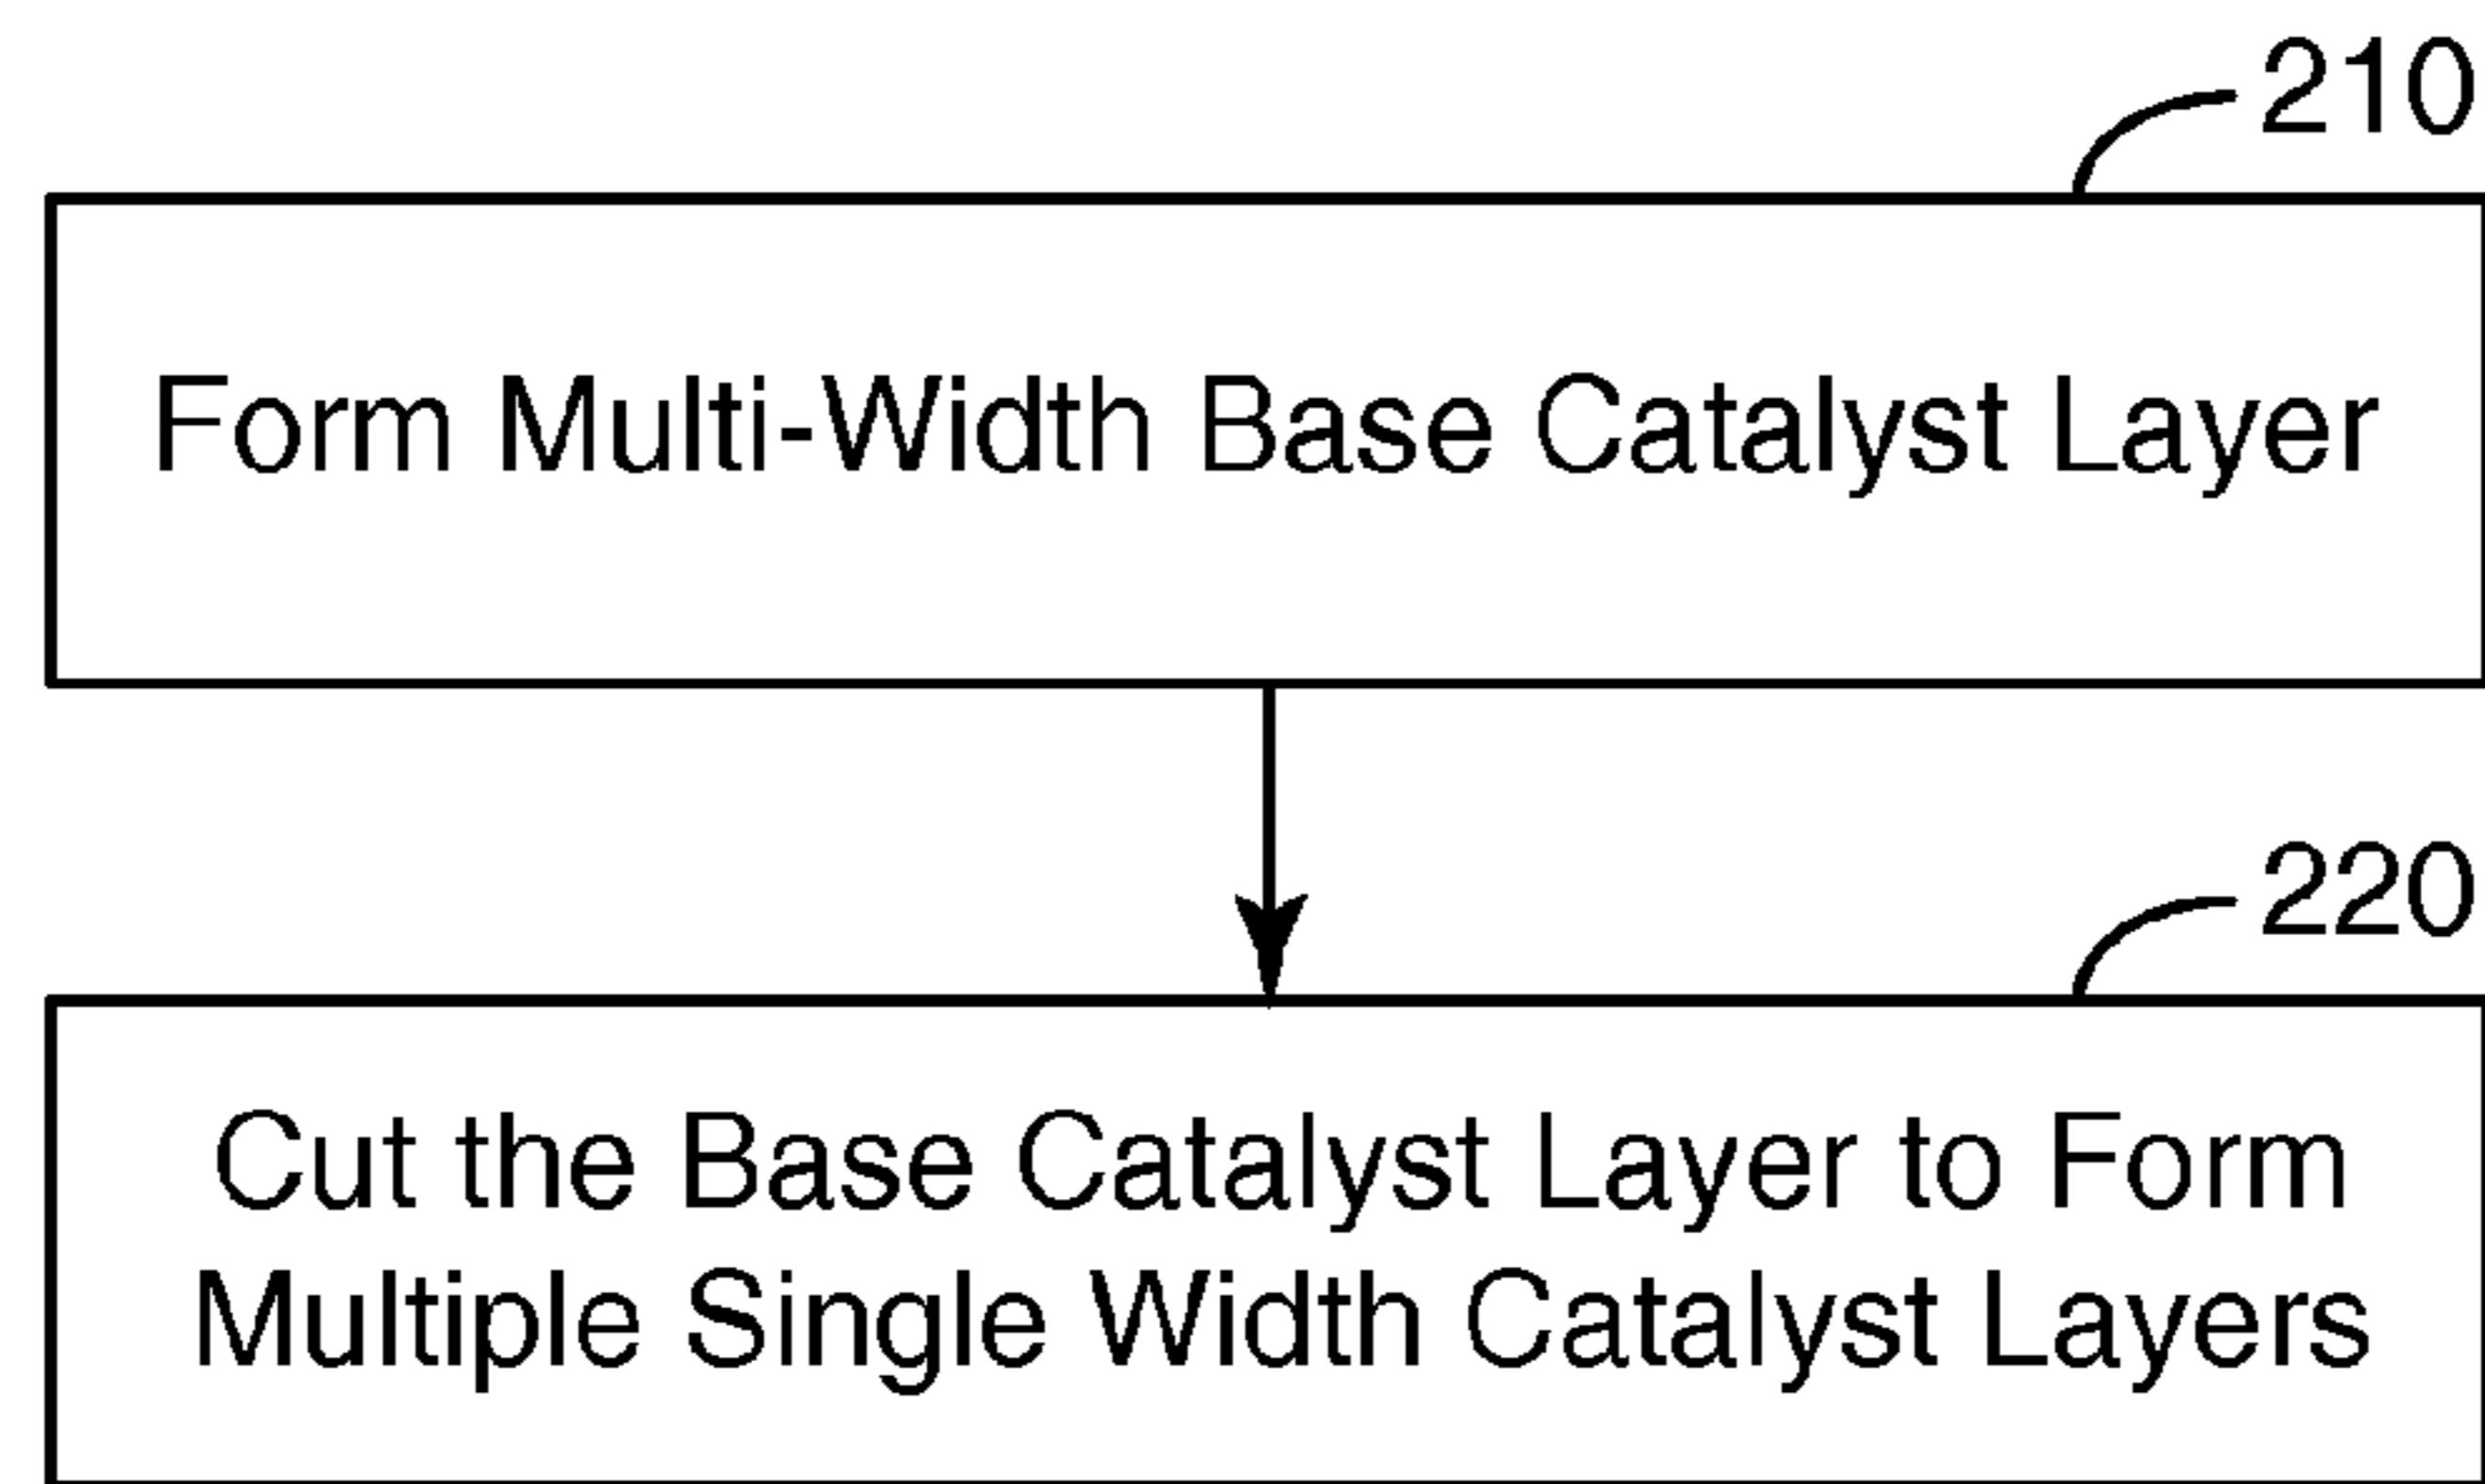 210
Form Multi-Width Base Catalyst Layer
220
Cut the Base Catalyst Layer to Form
Multiple Single Width Catalyst Layers